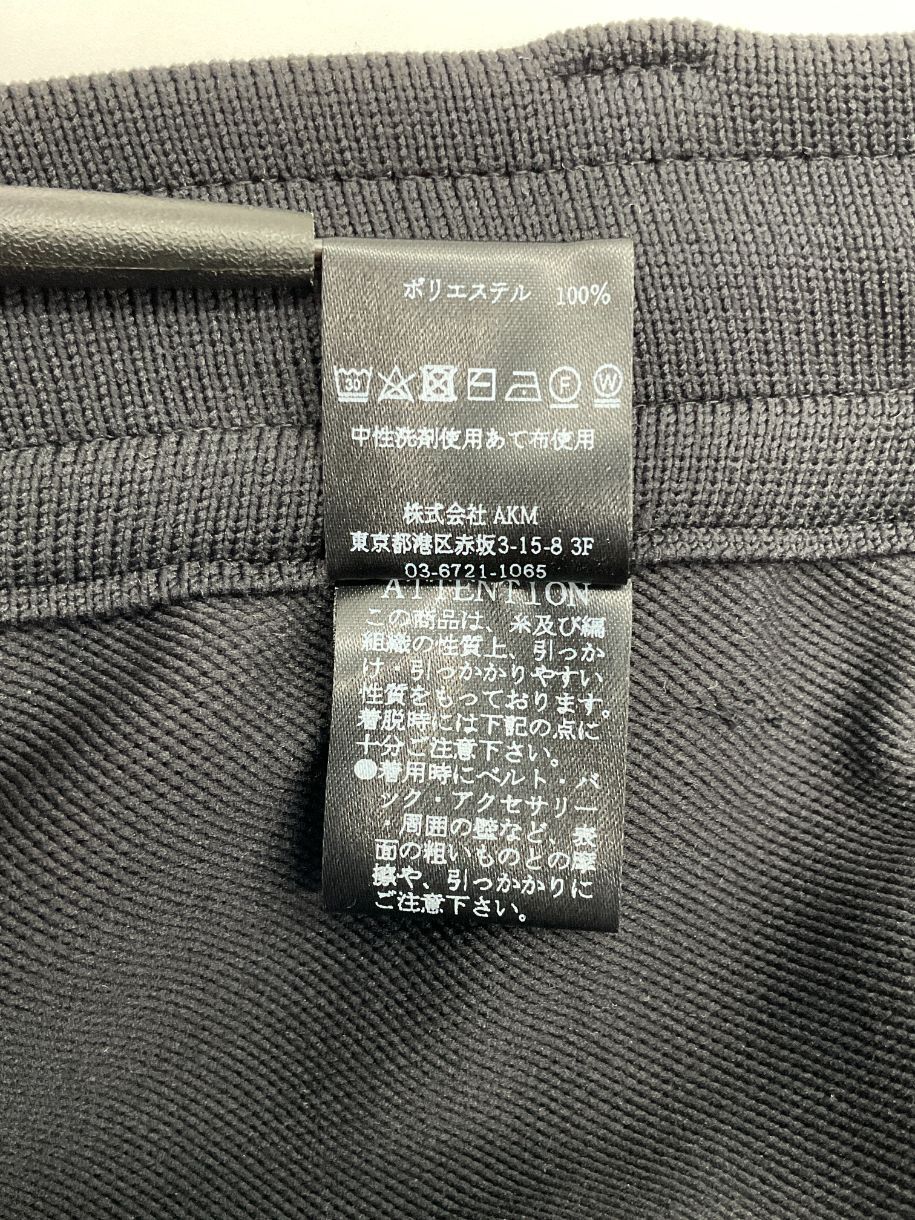 ポリエステル 100%
30
F W
中性洗剤使用あて布使用
株式会社 AKM
東京都港区赤坂3-15-8 3F
03-6721-1065
ATTENTION
この商品は、糸及び編
組織の性質上、引っか
け・引っかかりやすい
性質をもっております。
着脱時には下記の点に
十分ご注意下さい。
●着用時にベルト・バ
ック・アクセサリー
・周囲の壁など、表
面の粗いものとの摩
擦や、引っかかりに
ご注意下さい。